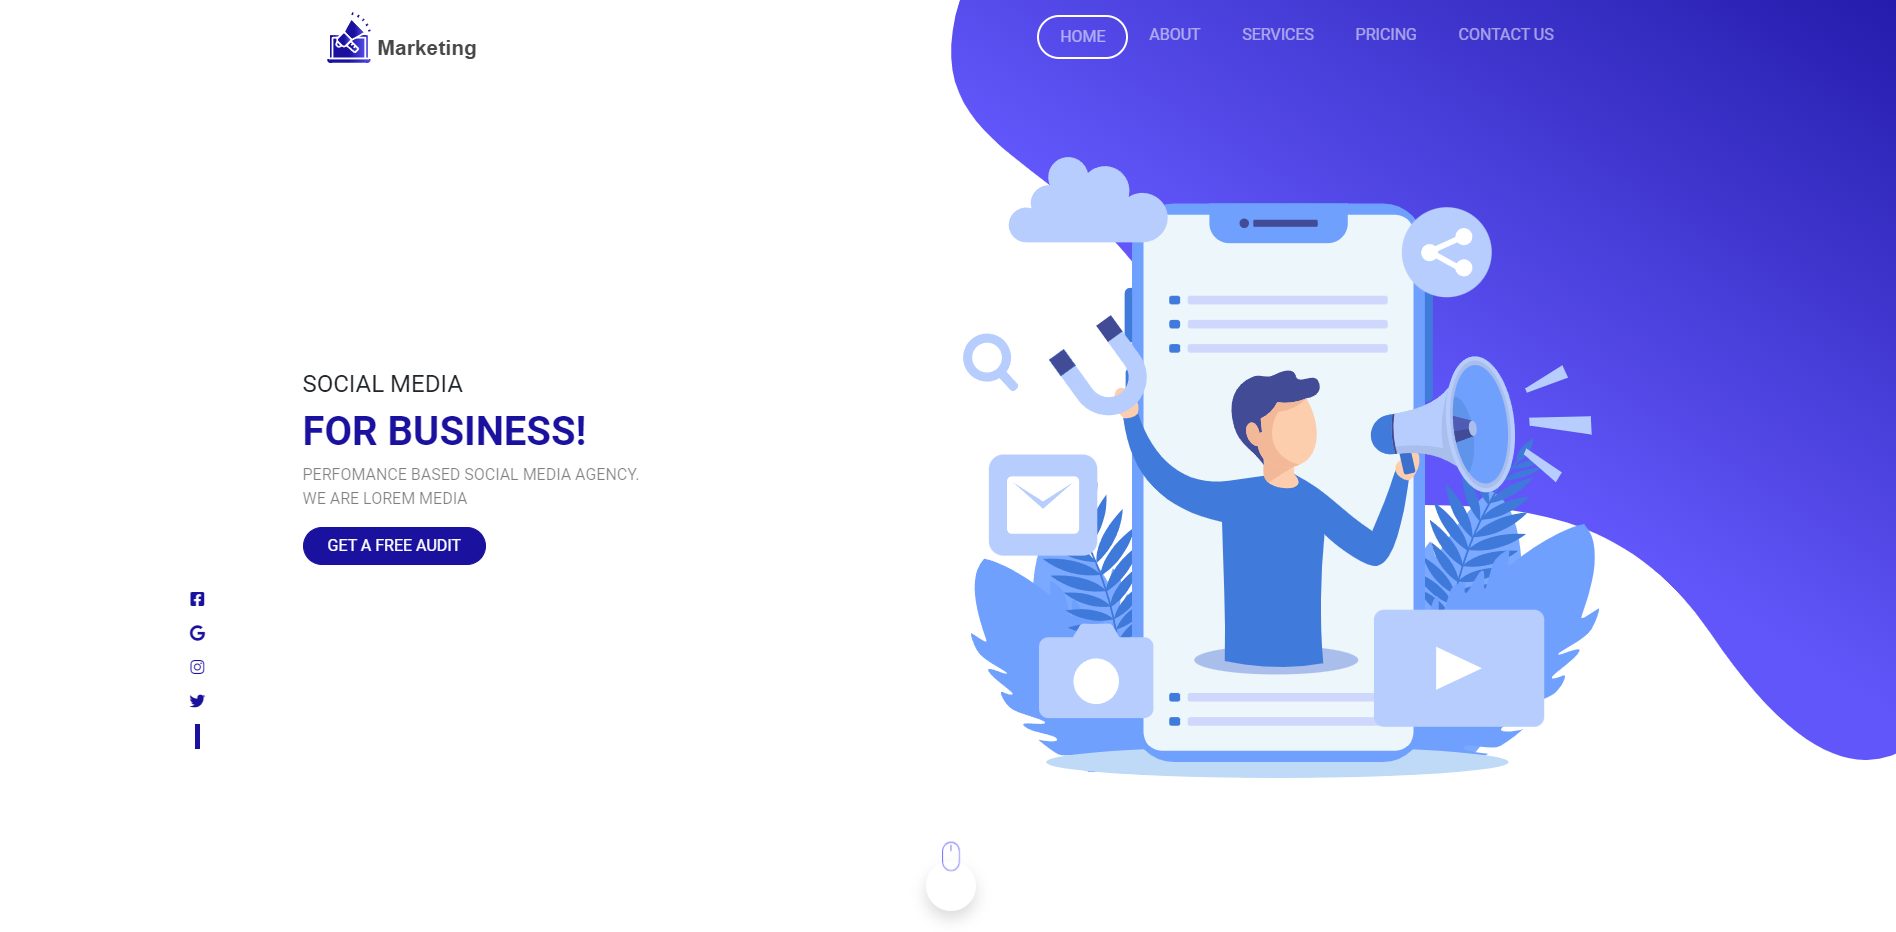 Marketing
HOME
ABOUT
SERVICES
PRICING
CONTACT US
SOCIAL MEDIA
FOR BUSINESS!
PERFOMANCE BASED SOCIAL MEDIA AGENCY.
WE ARE LOREM MEDIA
GET A FREE AUDIT